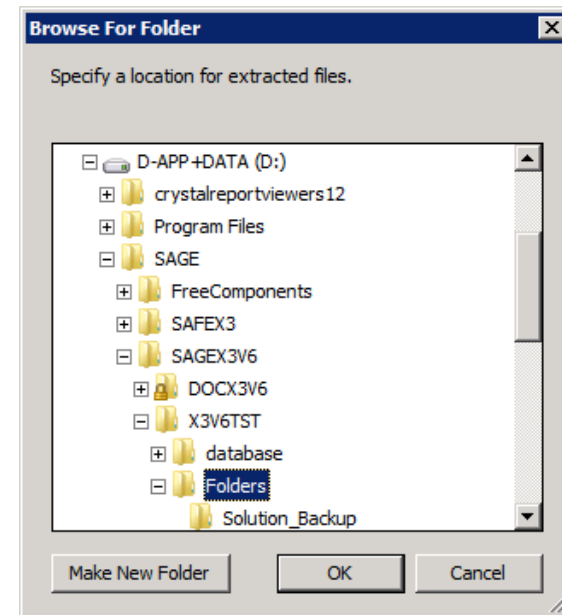 Browse For Folder
Specify a location for extracted files.
D-APP+DATA (D:)
crystalreportviewers12
Program Files
SAGE
FreeComponents
SAFEX3
SAGEX3V6
DOCX3V6
X3V6TST
database
Folders
Solution_Backup
Make New Folder OK Cancel